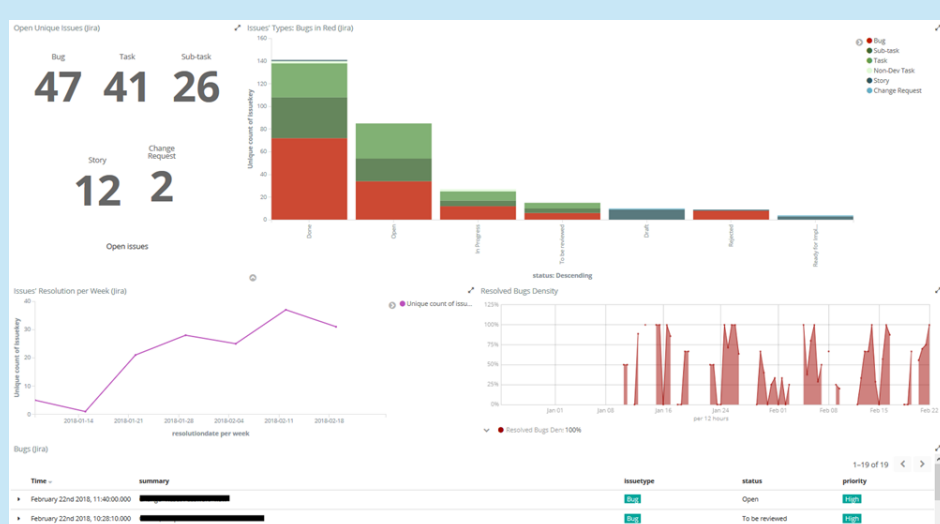 Open Unique Issues (Jira)
Bug
Task
Sub-task
47
41
26
Story
Change
Request
12
2
Open issues
Issues' Types: Bugs in Red (Jira)
160
140
120
100
80
60
40
20
0
Unique count of issuekey
Done
Open
In Progress
To be reviewed
Draft
Rejected
Ready for Impl...
status: Descending
Bug
Sub-task
Task
Non-Dev Task
Story
Change Request
Issues' Resolution per Week (Jira)
40
30
20
10
0
Unique count of issuekey
2018-01-14
2018-01-21
2018-01-28
2018-02-04
2018-02-11
2018-02-18
resolutiondate per week
Unique count of issu...
Resolved Bugs Density
125%
100%
75%
50%
25%
0%
Jan 01
Jan 08
Jan 16
Jan 24
Feb 01
Feb 08
Feb 15
Feb 22
per 12 hours
Resolved Bugs Den: 100%
Bugs (Jira)
1–19 of 19
Time
summary
issuetype
status
priority
February 22nd 2018, 11:40:00.000
Bug
Open
High
February 22nd 2018, 10:28:10.000
Bug
To be reviewed
High